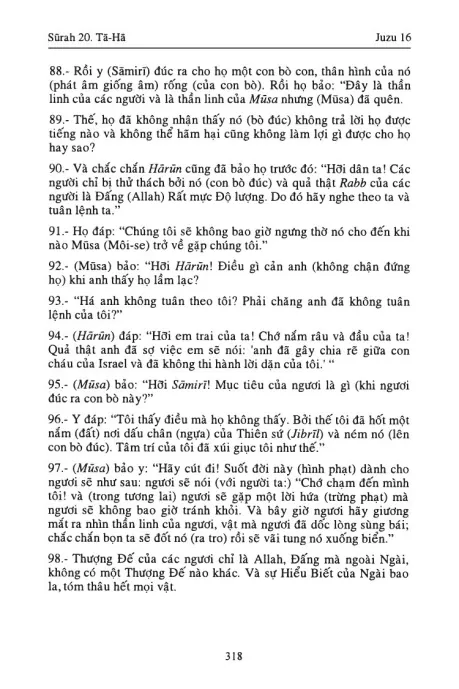 Sūrah 20. Tā-Hā Juzu 16
88.- Rồi y (Sāmirī) đúc ra cho họ một con bò con, thân hình của nó
(phát âm giống âm) rống (của con bò). Rồi họ bảo: “Đây là thần
linh của các người và là thần linh của Mūsa nhưng (Mūsa) đã quên.
89.- Thế, họ đã không nhận thấy nó (bò đúc) không trả lời họ được
tiếng nào và không thể hãm hại cũng không làm lợi gì được cho họ
hay sao?
90.- Và chắc chắn Hārūn cũng đã bảo họ trước đó: “Hỡi dân ta! Các
người chỉ bị thử thách bởi nó (con bò đúc) và quả thật Rabb của các
người là Đấng (Allah) Rất mực Độ lượng. Do đó hãy nghe theo ta và
tuân lệnh ta.”
91.- Họ đáp: “Chúng tôi sẽ không bao giờ ngưng thờ nó cho đến khi
nào Mūsa (Môi-se) trở về gặp chúng tôi.”
92.- (Mūsa) bảo: “Hỡi Hārūn! Điều gì cản anh (không chận đứng
họ) khi anh thấy họ lầm lạc?
93.- “Há anh không tuân theo tôi? Phải chăng anh đã không tuân
lệnh của tôi?”
94.- (Hārūn) đáp: “Hỡi em trai của ta! Chớ nắm râu và đầu của ta!
Quả thật anh đã sợ việc em sẽ nói: 'anh đã gây chia rẽ giữa con
cháu của Israel và đã không thi hành lời dặn của tôi.' “
95.- (Mūsa) bảo: “Hỡi Sāmirī! Mục tiêu của ngươi là gì (khi ngươi
đúc ra con bò này?”
96.- Y đáp: “Tôi thấy điều mà họ không thấy. Bởi thế tôi đã hốt một
nắm (đất) nơi dấu chân (ngựa) của Thiên sứ (Jibrīl) và ném nó (lên
con bò đúc). Tâm trí của tôi đã xúi giục tôi như thế.”
97.- (Mūsa) bảo y: “Hãy cút đi! Suốt đời này (hình phạt) dành cho
ngươi sẽ như sau: ngươi sẽ nói (với người ta:) “Chớ chạm đến mình
tôi! và (trong tương lai) ngươi sẽ gặp một lời hứa (trừng phạt) mà
ngươi sẽ không bao giờ tránh khỏi. Và bây giờ ngươi hãy giương
mắt ra nhìn thần linh của ngươi, vật mà ngươi đã dốc lòng sùng bái;
chắc chắn bọn ta sẽ đốt nó (ra tro) rồi sẽ vãi tung nó xuống biển.”
98.- Thượng Đế của các ngươi chỉ là Allah, Đấng mà ngoài Ngài,
không có một Thượng Đế nào khác. Và sự Hiểu Biết của Ngài bao
la, tóm thâu hết mọi vật.
318